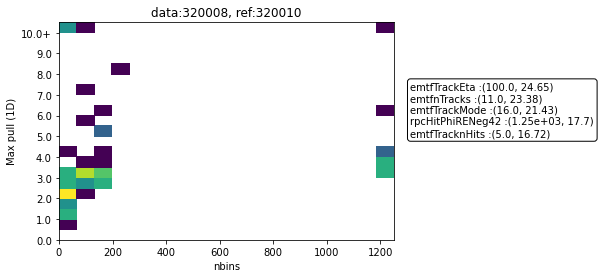 data:320008, ref:320010
10.0+
9.0
8.0
7.0
6.0
5.0
4.0
3.0
2.0
1.0
0.0
Max pull (1D)
0 200 400 600 800 1000 1200
nbins
emtfTrackEta :(100.0, 24.65)
emtfnTracks :(11.0, 23.38)
emtfTrackMode :(16.0, 21.43)
rpcHitPhiRENeg42 :(1.25e+03, 17.7)
emtfTracknHits :(5.0, 16.72)